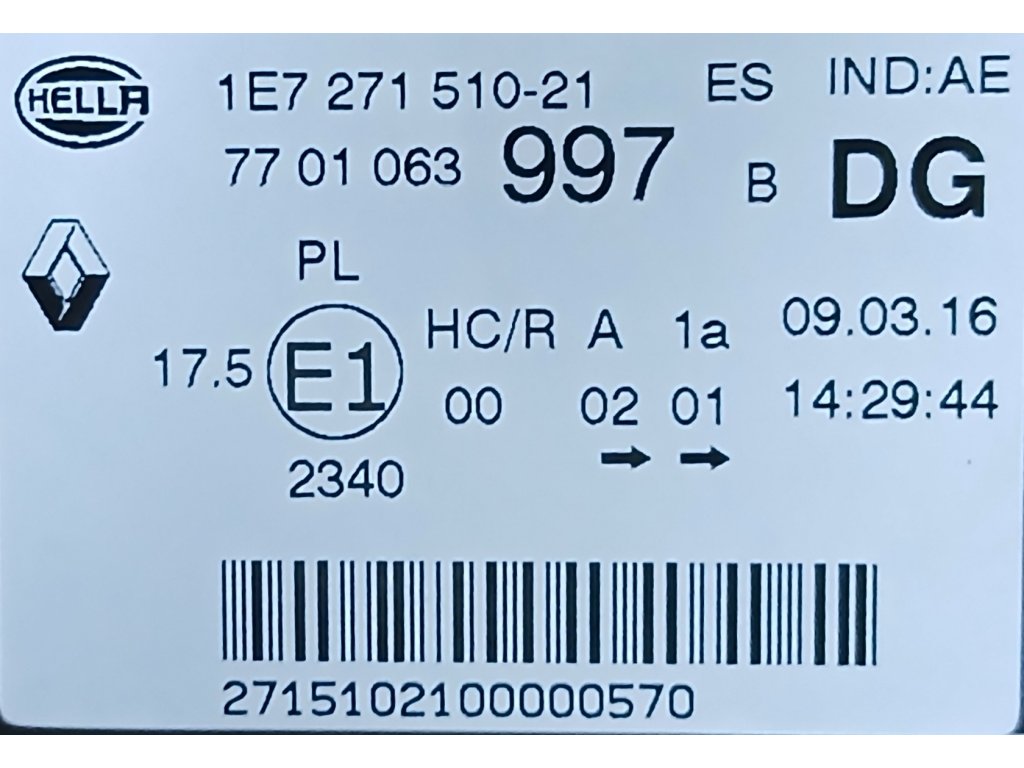 HELLA 1E7 271 510-21 ES IND:AE
77 01 063 997 B DG
PL
17.5 E1 HC/R A 1a 09.03.16
00 02 01 14:29:44
2340
2715102100000570